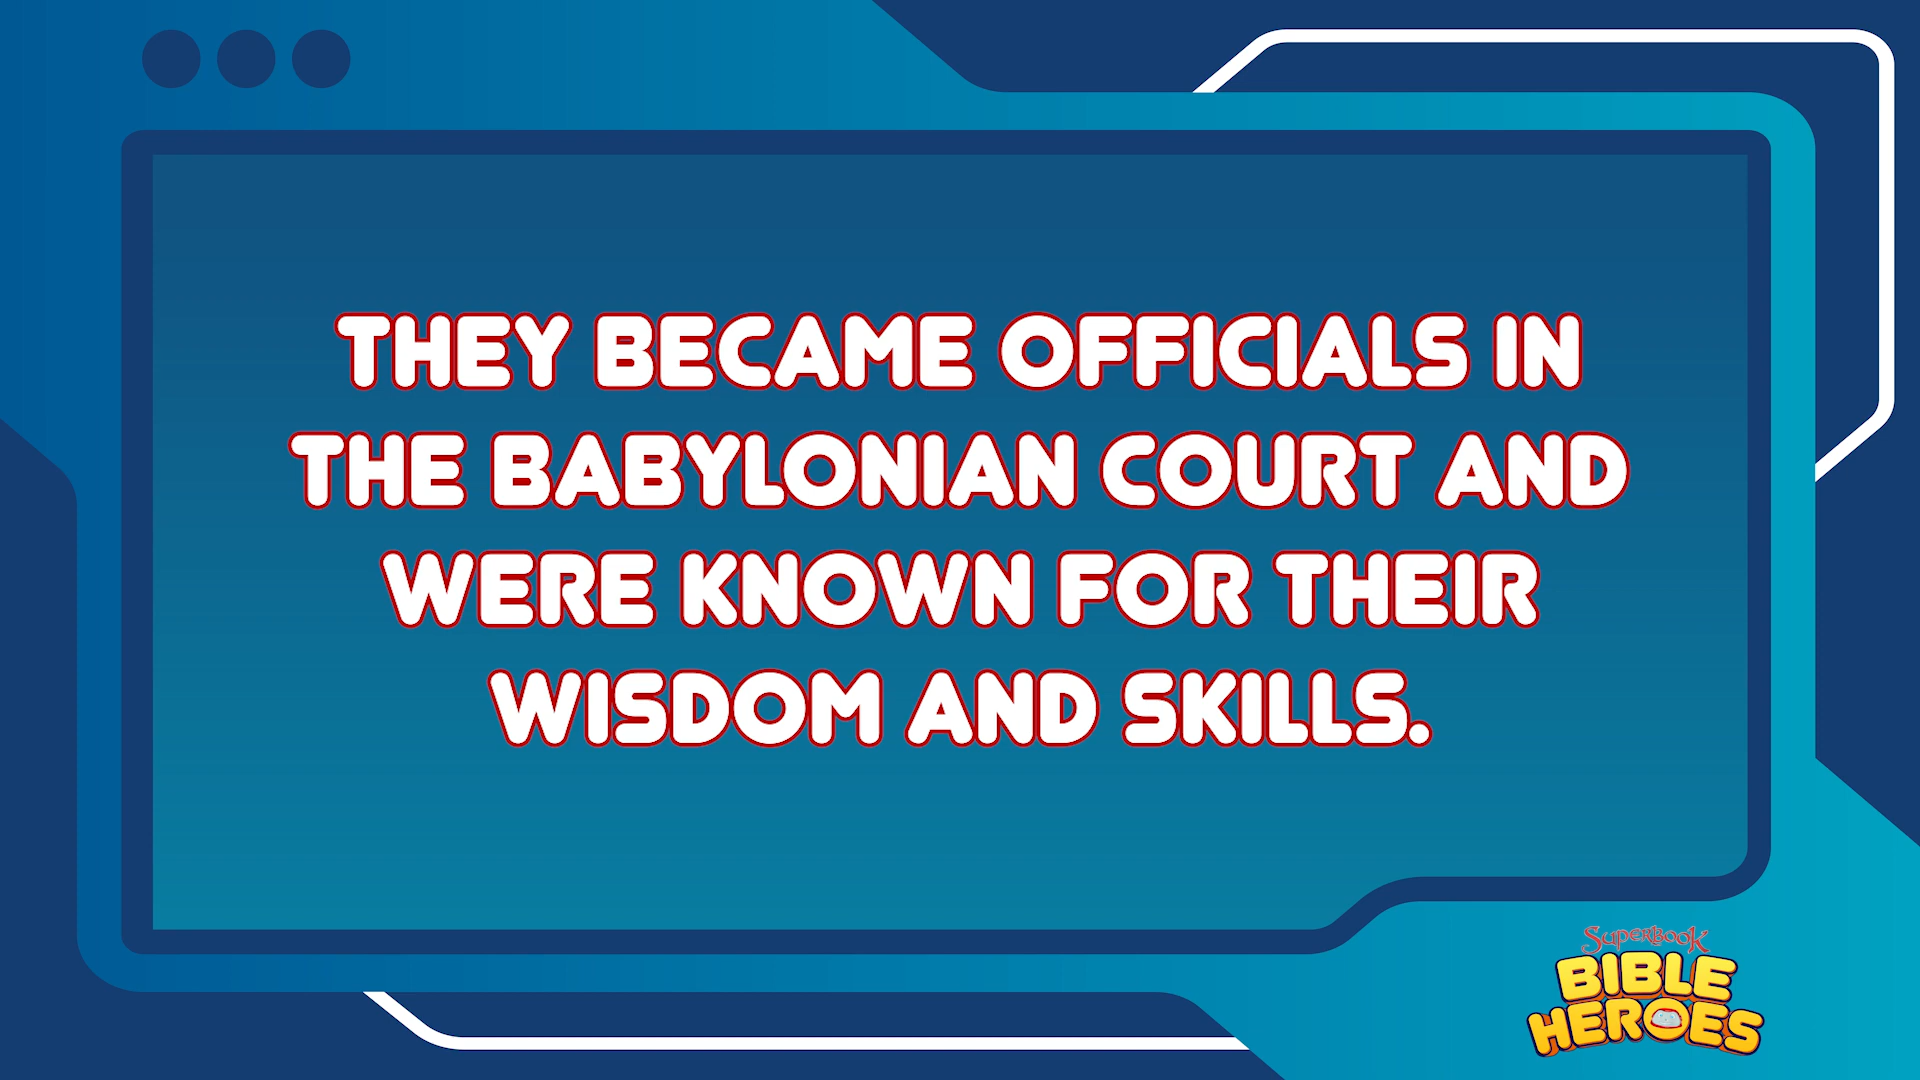 THEY BECAME OFFICIALS IN
THE BABYLONIAN COURT AND
WERE KNOWN FOR THEIR
WISDOM AND SKILLS.
SUPERBOOK
BIBLE
HEROES